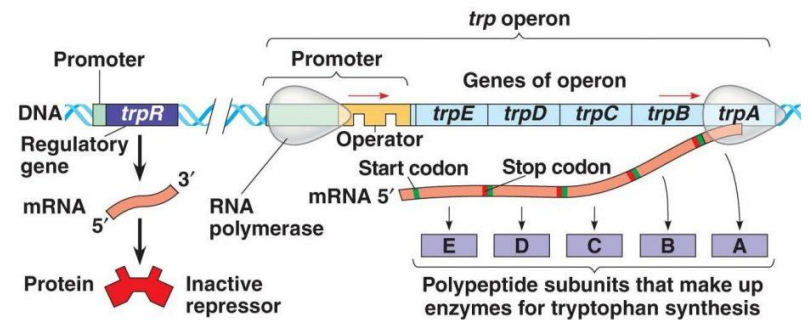 trp operon
Promoter
Promoter
Genes of operon
DNA
trpR
trpE
trpD
trpC
trpB
trpA
Regulatory
gene
Operator
Start codon
Stop codon
3′
mRNA
5′
RNA
polymerase
mRNA 5′
E
D
C
B
A
Protein
Inactive
repressor
Polypeptide subunits that make up
enzymes for tryptophan synthesis